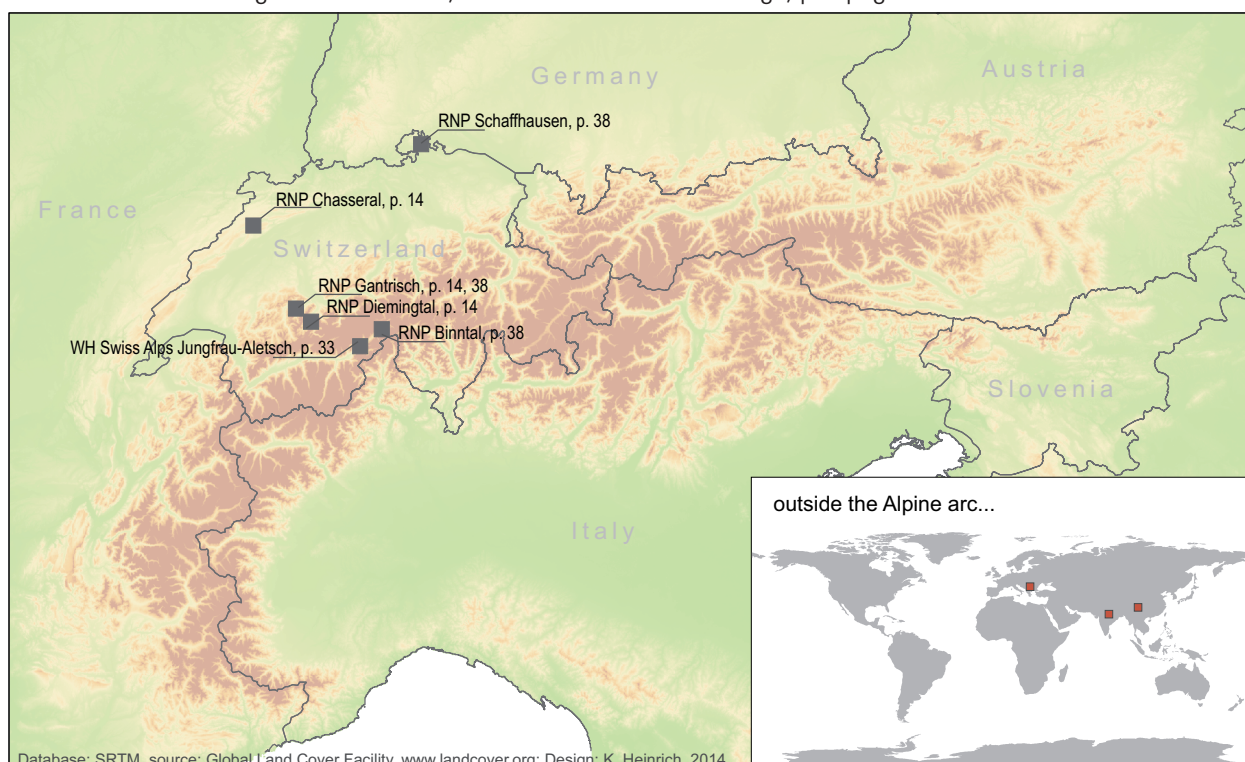 Germany
Austria
RNP Schaffhausen, p. 38
France
RNP Chasseral, p. 14
Switzerland
RNP Gantrisch, p. 14, 38
RNP Diemingtal, p. 14
RNP Binntal, p. 38
WH Swiss Alps Jungfrau-Aletsch, p. 33
Slovenia
outside the Alpine arc...
Italy
Database: SRTM, source: Global Land Cover Facility, www.landcover.org; Design: K. Heinrich, 2014